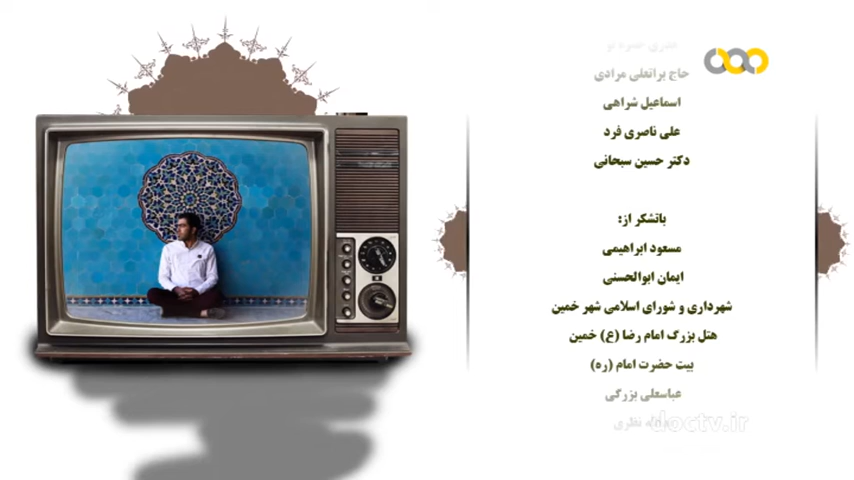 حاج براتعلی مرادی
اسماعیل شراهی
علی ناصری فرد
دکتر حسین سبحانی
باتشکر از:
مسعود ابراهیمی
ایمان ابوالحسنی
شهرداری و شورای اسلامی شهر خمین
هتل بزرگ امام رضا (ع) خمین
بیت حضرت امام (ره)
عباسعلی بزرگی
نظری
doctv.ir